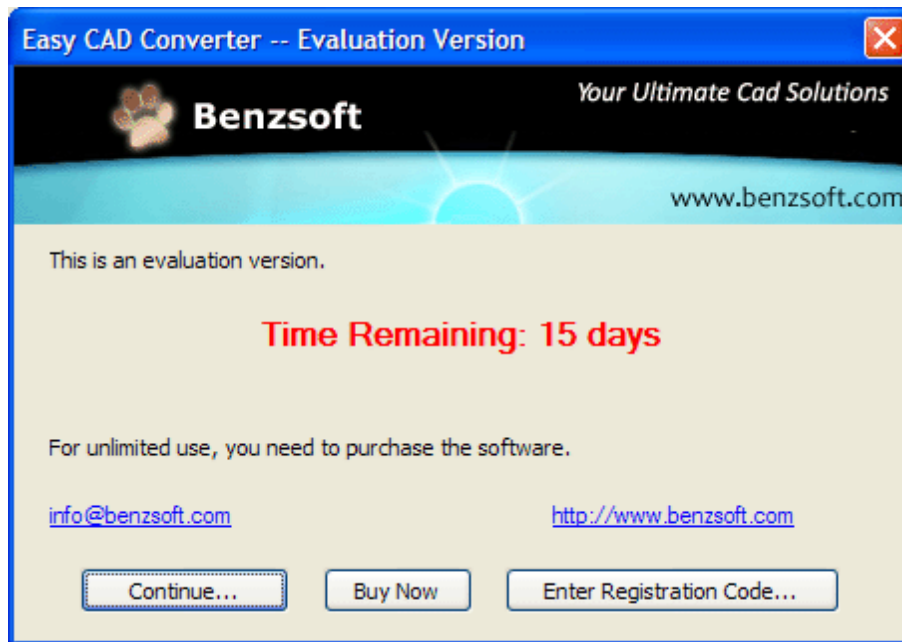 Easy CAD Converter -- Evaluation Version
Your Ultimate Cad Solutions
Benzsoft
www.benzsoft.com
This is an evaluation version.
Time Remaining: 15 days
For unlimited use, you need to purchase the software.
info@benzsoft.com
http://www.benzsoft.com
Continue...
Buy Now
Enter Registration Code...